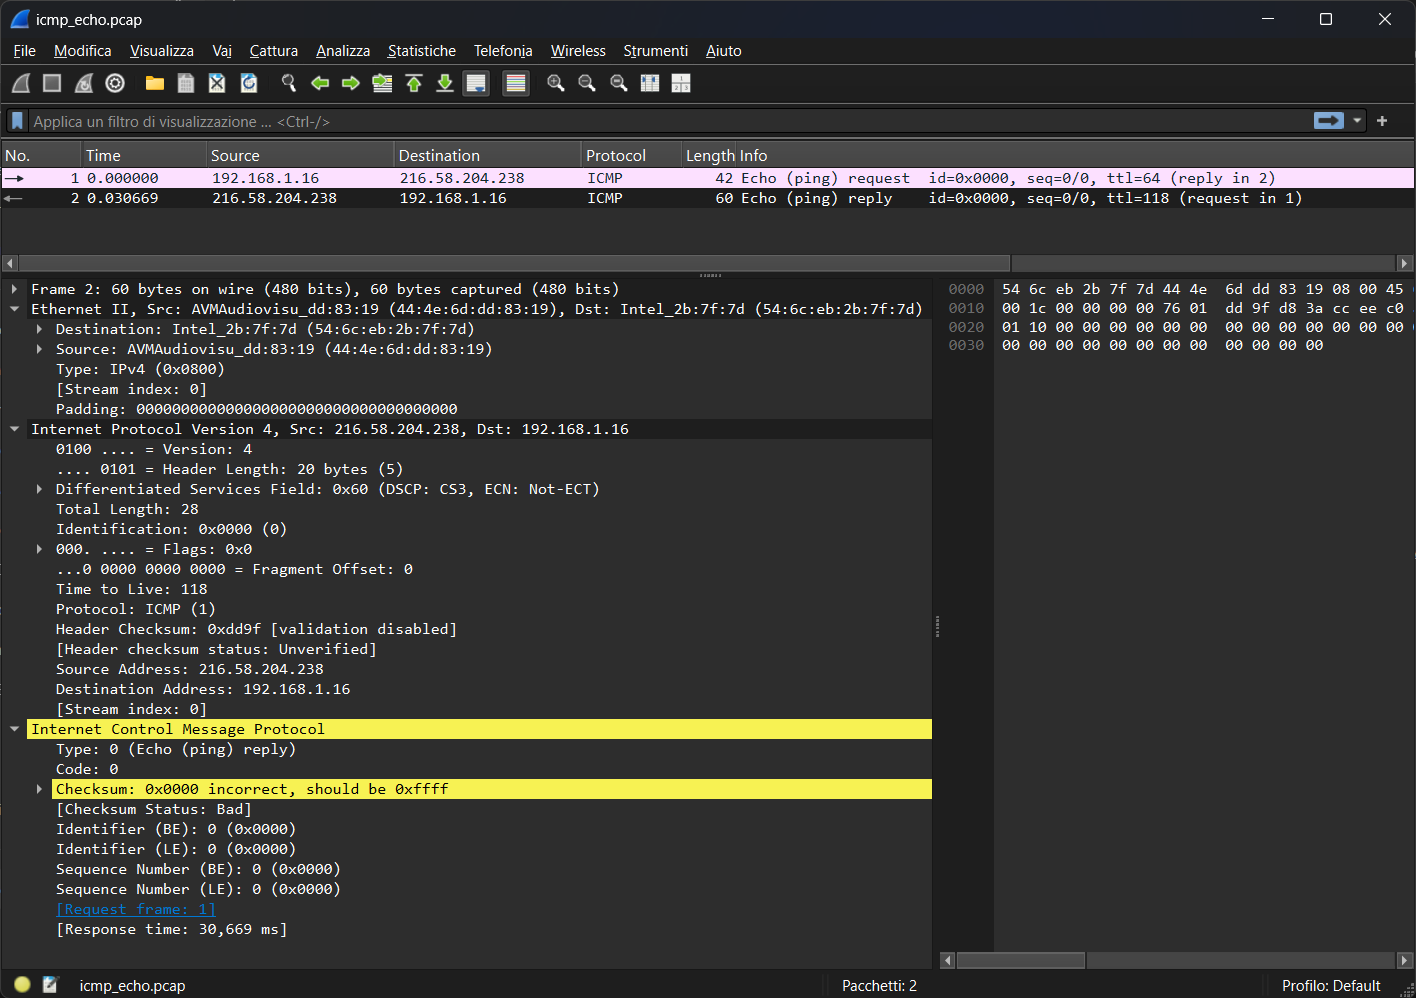 icmp_echo.pcap
File Modifica Visualizza Vai Cattura Analizza Statistiche Telefonia Wireless Strumenti Aiuto
Applica un filtro di visualizzazione … <Ctrl-/>
No. Time Source Destination Protocol Length Info
1 0.000000 192.168.1.16 216.58.204.238 ICMP 42 Echo (ping) request id=0x0000, seq=0/0, ttl=64 (reply in 2)
2 0.030669 216.58.204.238 192.168.1.16 ICMP 60 Echo (ping) reply id=0x0000, seq=0/0, ttl=118 (request in 1)
Frame 2: 60 bytes on wire (480 bits), 60 bytes captured (480 bits)
Ethernet II, Src: AVMAudiovisu_dd:83:19 (44:4e:6d:dd:83:19), Dst: Intel_2b:7f:7d (54:6c:eb:2b:7f:7d)
Destination: Intel_2b:7f:7d (54:6c:eb:2b:7f:7d)
Source: AVMAudiovisu_dd:83:19 (44:4e:6d:dd:83:19)
Type: IPv4 (0x0800)
[Stream index: 0]
Padding: 000000000000000000000000000000000000
Internet Protocol Version 4, Src: 216.58.204.238, Dst: 192.168.1.16
0100 .... = Version: 4
.... 0101 = Header Length: 20 bytes (5)
Differentiated Services Field: 0x60 (DSCP: CS3, ECN: Not-ECT)
Total Length: 28
Identification: 0x0000 (0)
000. .... = Flags: 0x0
...0 0000 0000 0000 = Fragment Offset: 0
Time to Live: 118
Protocol: ICMP (1)
Header Checksum: 0xdd9f [validation disabled]
[Header checksum status: Unverified]
Source Address: 216.58.204.238
Destination Address: 192.168.1.16
[Stream index: 0]
Internet Control Message Protocol
Type: 0 (Echo (ping) reply)
Code: 0
Checksum: 0x0000 incorrect, should be 0xffff
[Checksum Status: Bad]
Identifier (BE): 0 (0x0000)
Identifier (LE): 0 (0x0000)
Sequence Number (BE): 0 (0x0000)
Sequence Number (LE): 0 (0x0000)
[Request frame: 1]
[Response time: 30,669 ms]
0000 54 6c eb 2b 7f 7d 44 4e 6d dd 83 19 08 00 45
0010 00 1c 00 00 00 00 76 01 dd 9f d8 3a cc ee c0
0020 01 10 00 00 00 00 00 00 00 00 00 00 00 00 00
0030 00 00 00 00 00 00 00 00 00 00 00 00
icmp_echo.pcap
Pacchetti: 2
Profilo: Default